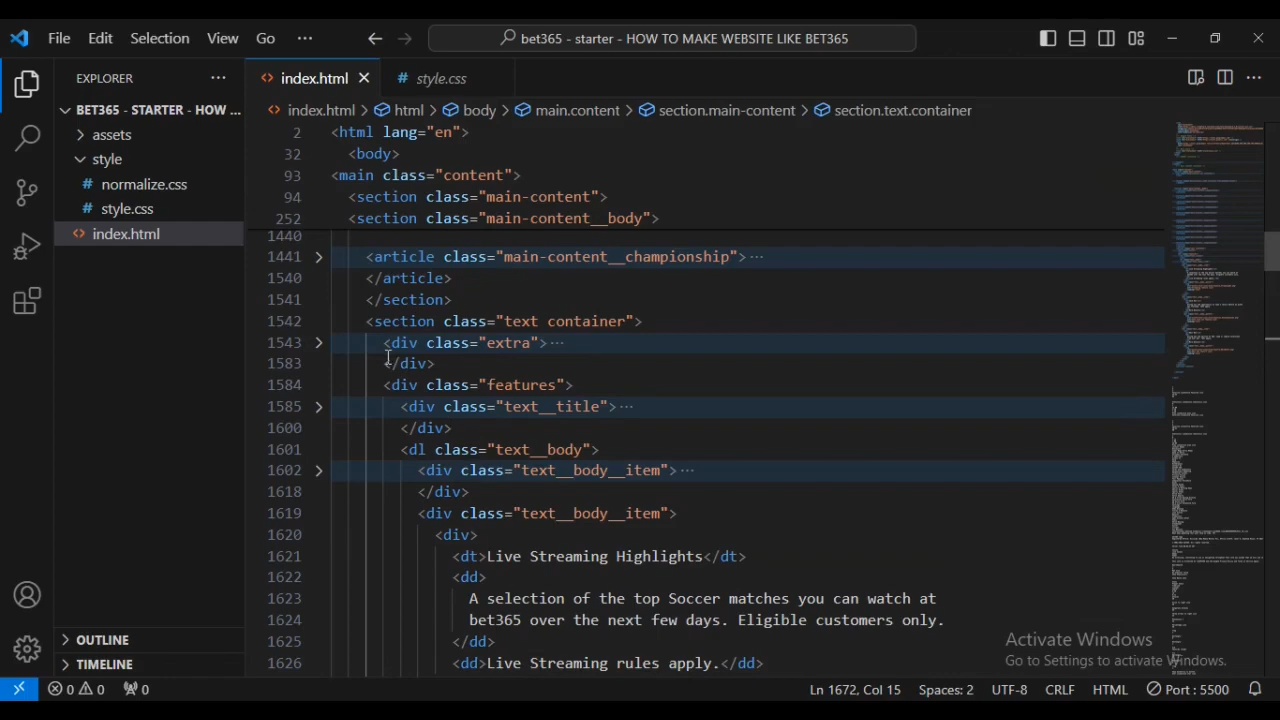 File Edit Selection View Go ··· bet365 - starter - HOW TO MAKE WEBSITE LIKE BET365
EXPLORER ···
BET365 - STARTER - HOW ...
assets
style
# normalize.css
# style.css
<> index.html
OUTLINE
TIMELINE
<> index.html × # style.css ···
<> index.html > html > body > main.content > section.main-content > section.text.container
2 <html lang="en">
32 <body>
93 <main class="content">
94 <section class="main-content">
252 <section class="main-content__body">
1440
1441 <article class="main-content__championship">···
1540 </article>
1541 </section>
1542 <section class="text container">
1543 <div class="extra">···
1583 </div>
1584 <div class="features">
1585 <div class="text__title">···
1600 </div>
1601 <dl class="text__body">
1602 <div class="text__body__item">···
1618 </div>
1619 <div class="text__body__item">
1620 <div>
1621 <dt>Live Streaming Highlights</dt>
1622 <dd>
1623 A selection of the top Soccer matches you can watch at
1624 bet365 over the next few days. Eligible customers only.
1625 </dd>
1626 <dd>Live Streaming rules apply.</dd>
Activate Windows
Go to Settings to activate Windows.
0 0 0 Ln 1672, Col 15 Spaces: 2 UTF-8 CRLF HTML Port : 5500